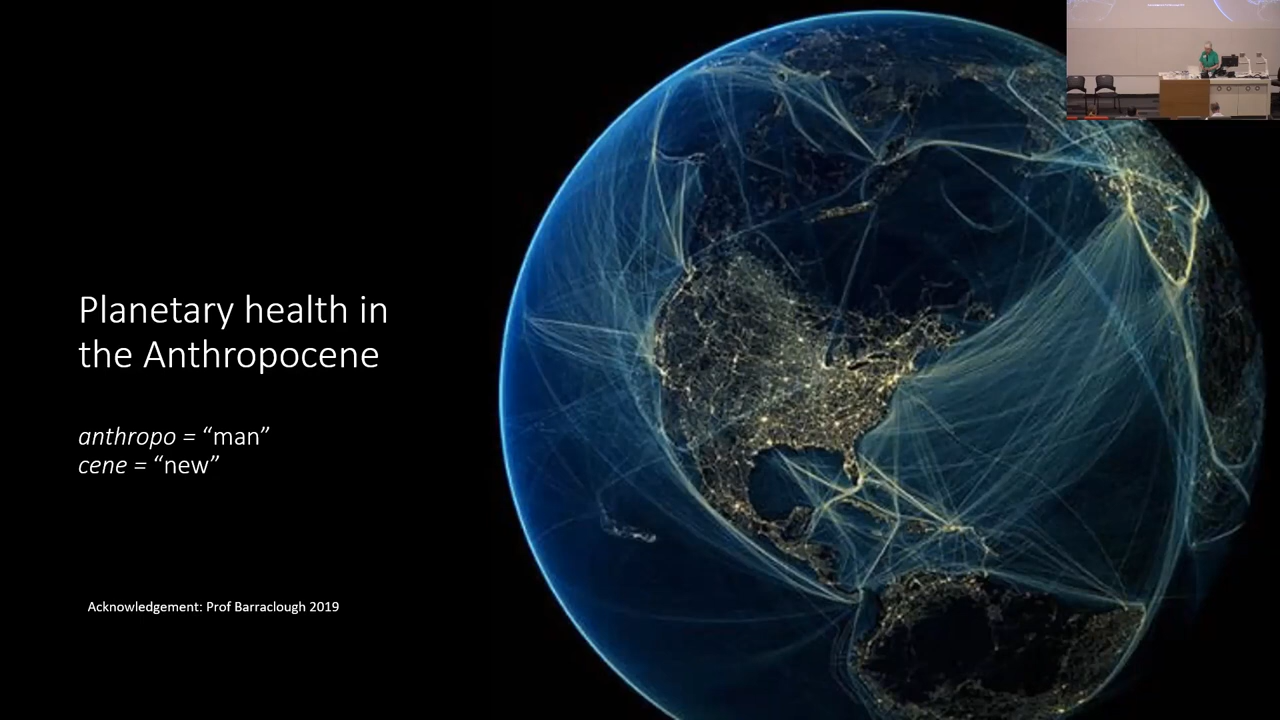 Planetary health in
the Anthropocene
anthropo = “man”
cene = “new”
Acknowledgement: Prof Barraclough 2019